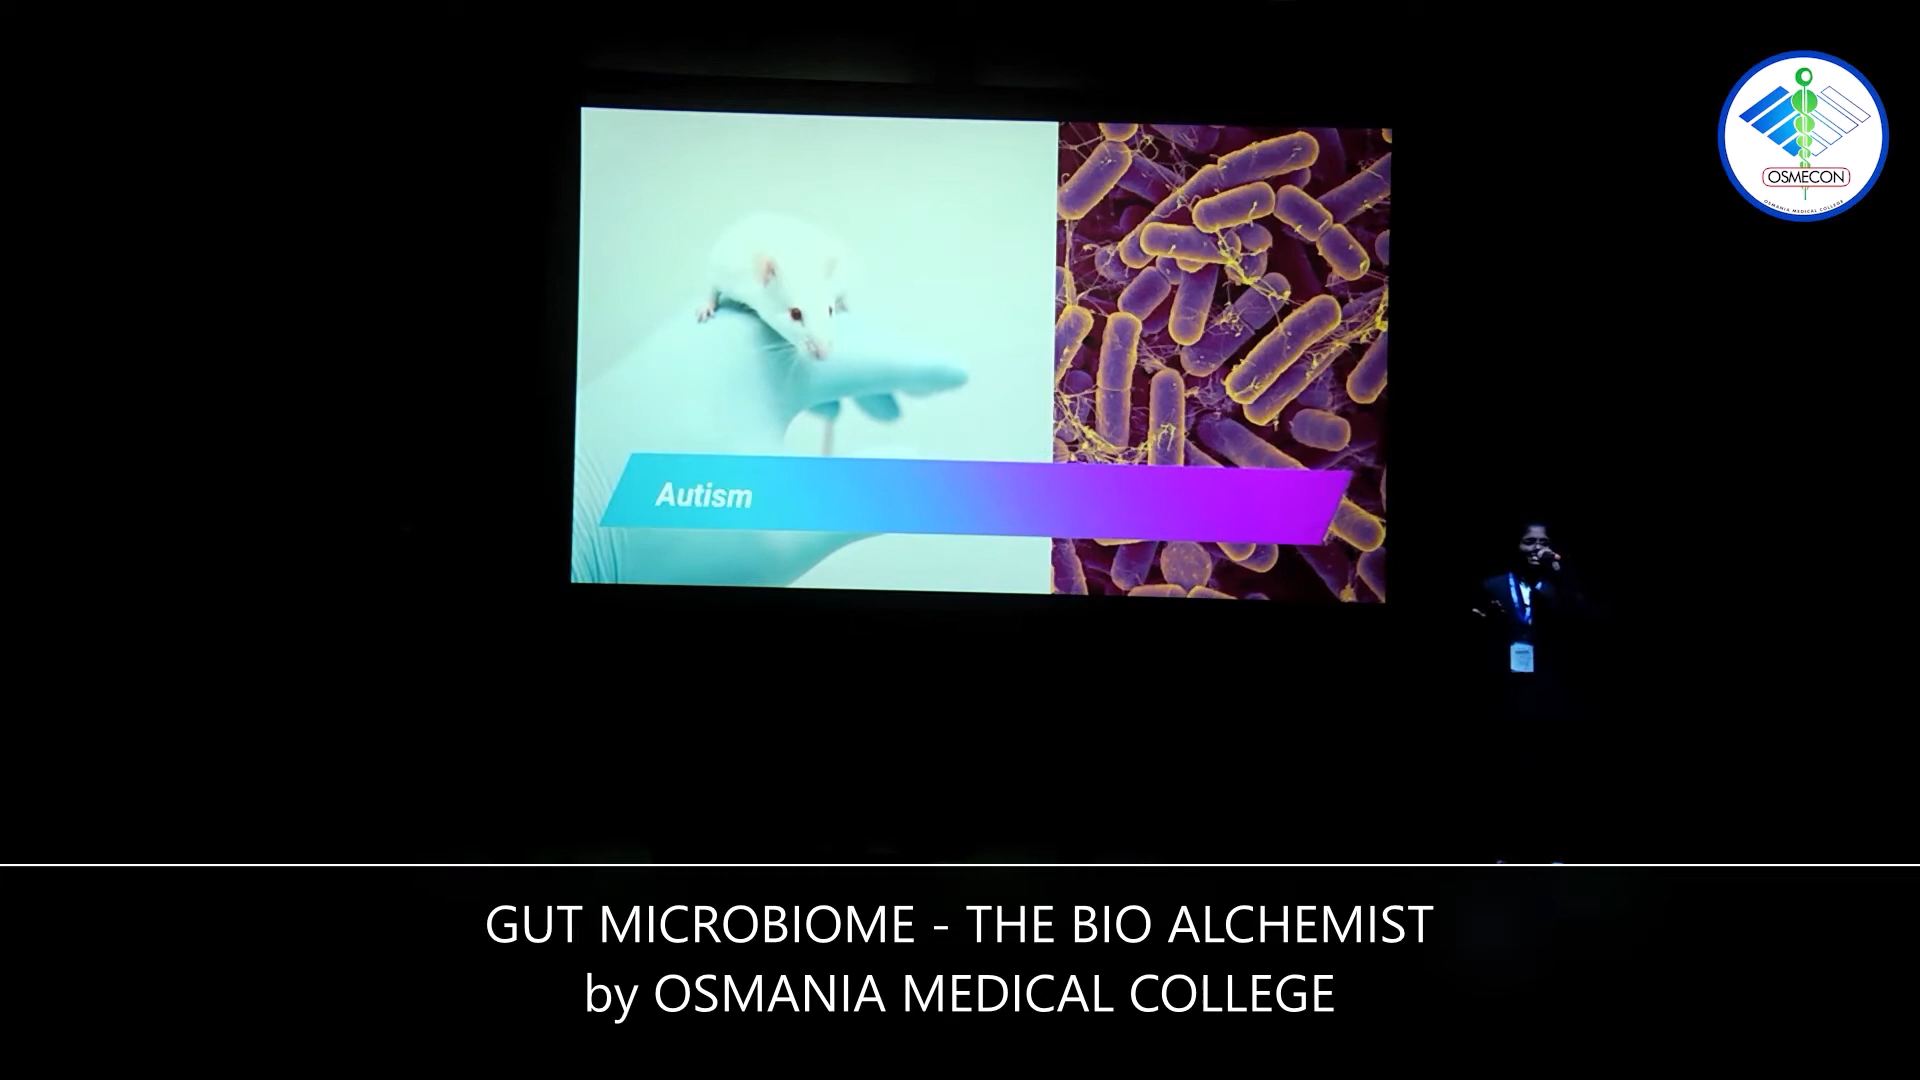 OSMECON
OSMANIA MEDICAL COLLEGE
Autism
GUT MICROBIOME - THE BIO ALCHEMIST
by OSMANIA MEDICAL COLLEGE